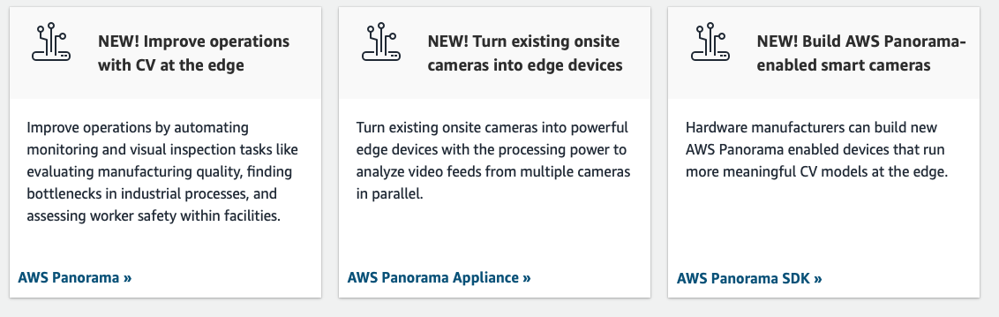 NEW! Improve operations
with CV at the edge
Improve operations by automating
monitoring and visual inspection tasks like
evaluating manufacturing quality, finding
bottlenecks in industrial processes, and
assessing worker safety within facilities.
AWS Panorama »
NEW! Turn existing onsite
cameras into edge devices
Turn existing onsite cameras into powerful
edge devices with the processing power to
analyze video feeds from multiple cameras
in parallel.
AWS Panorama Appliance »
NEW! Build AWS Panorama-
enabled smart cameras
Hardware manufacturers can build new
AWS Panorama enabled devices that run
more meaningful CV models at the edge.
AWS Panorama SDK »